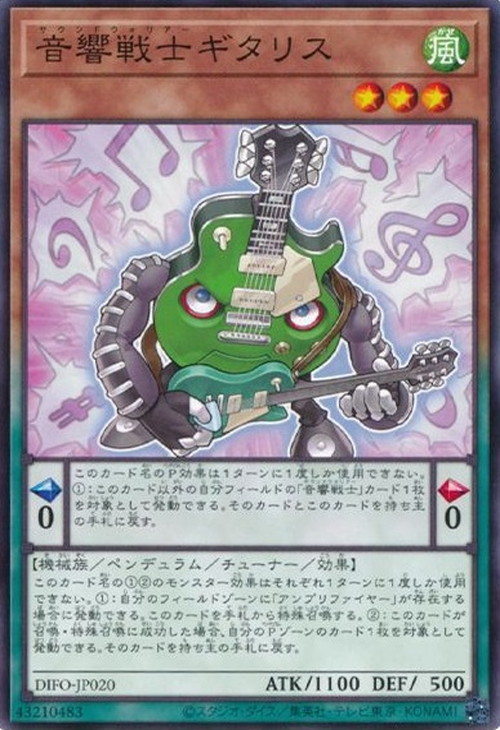 サウンドウォリアー
音響戦士ギタリス
風
このカード名のP効果は1ターンに1度しか使用できない。
①:このカード以外の自分フィールドの「音響戦士」カード1枚
を対象として発動できる。そのカードとこのカードを持ち主
の手札に戻す。
0 0
【機械族/ペンデュラム/チューナー/効果】
このカード名の①②のモンスター効果はそれぞれ1ターンに1度しか使用
できない。①:自分のフィールドゾーンに「アンプリファイヤー」が存在する
場合に発動できる。このカードを手札から特殊召喚する。②:このカードが
召喚・特殊召喚に成功した場合、自分のPゾーンのカード1枚を対象として
発動できる。そのカードを持ち主の手札に戻す。
DIFO-JP020 ATK/1100 DEF/ 500
43210483 ©スタジオ・ダイス/集英社・テレビ東京・KONAMI